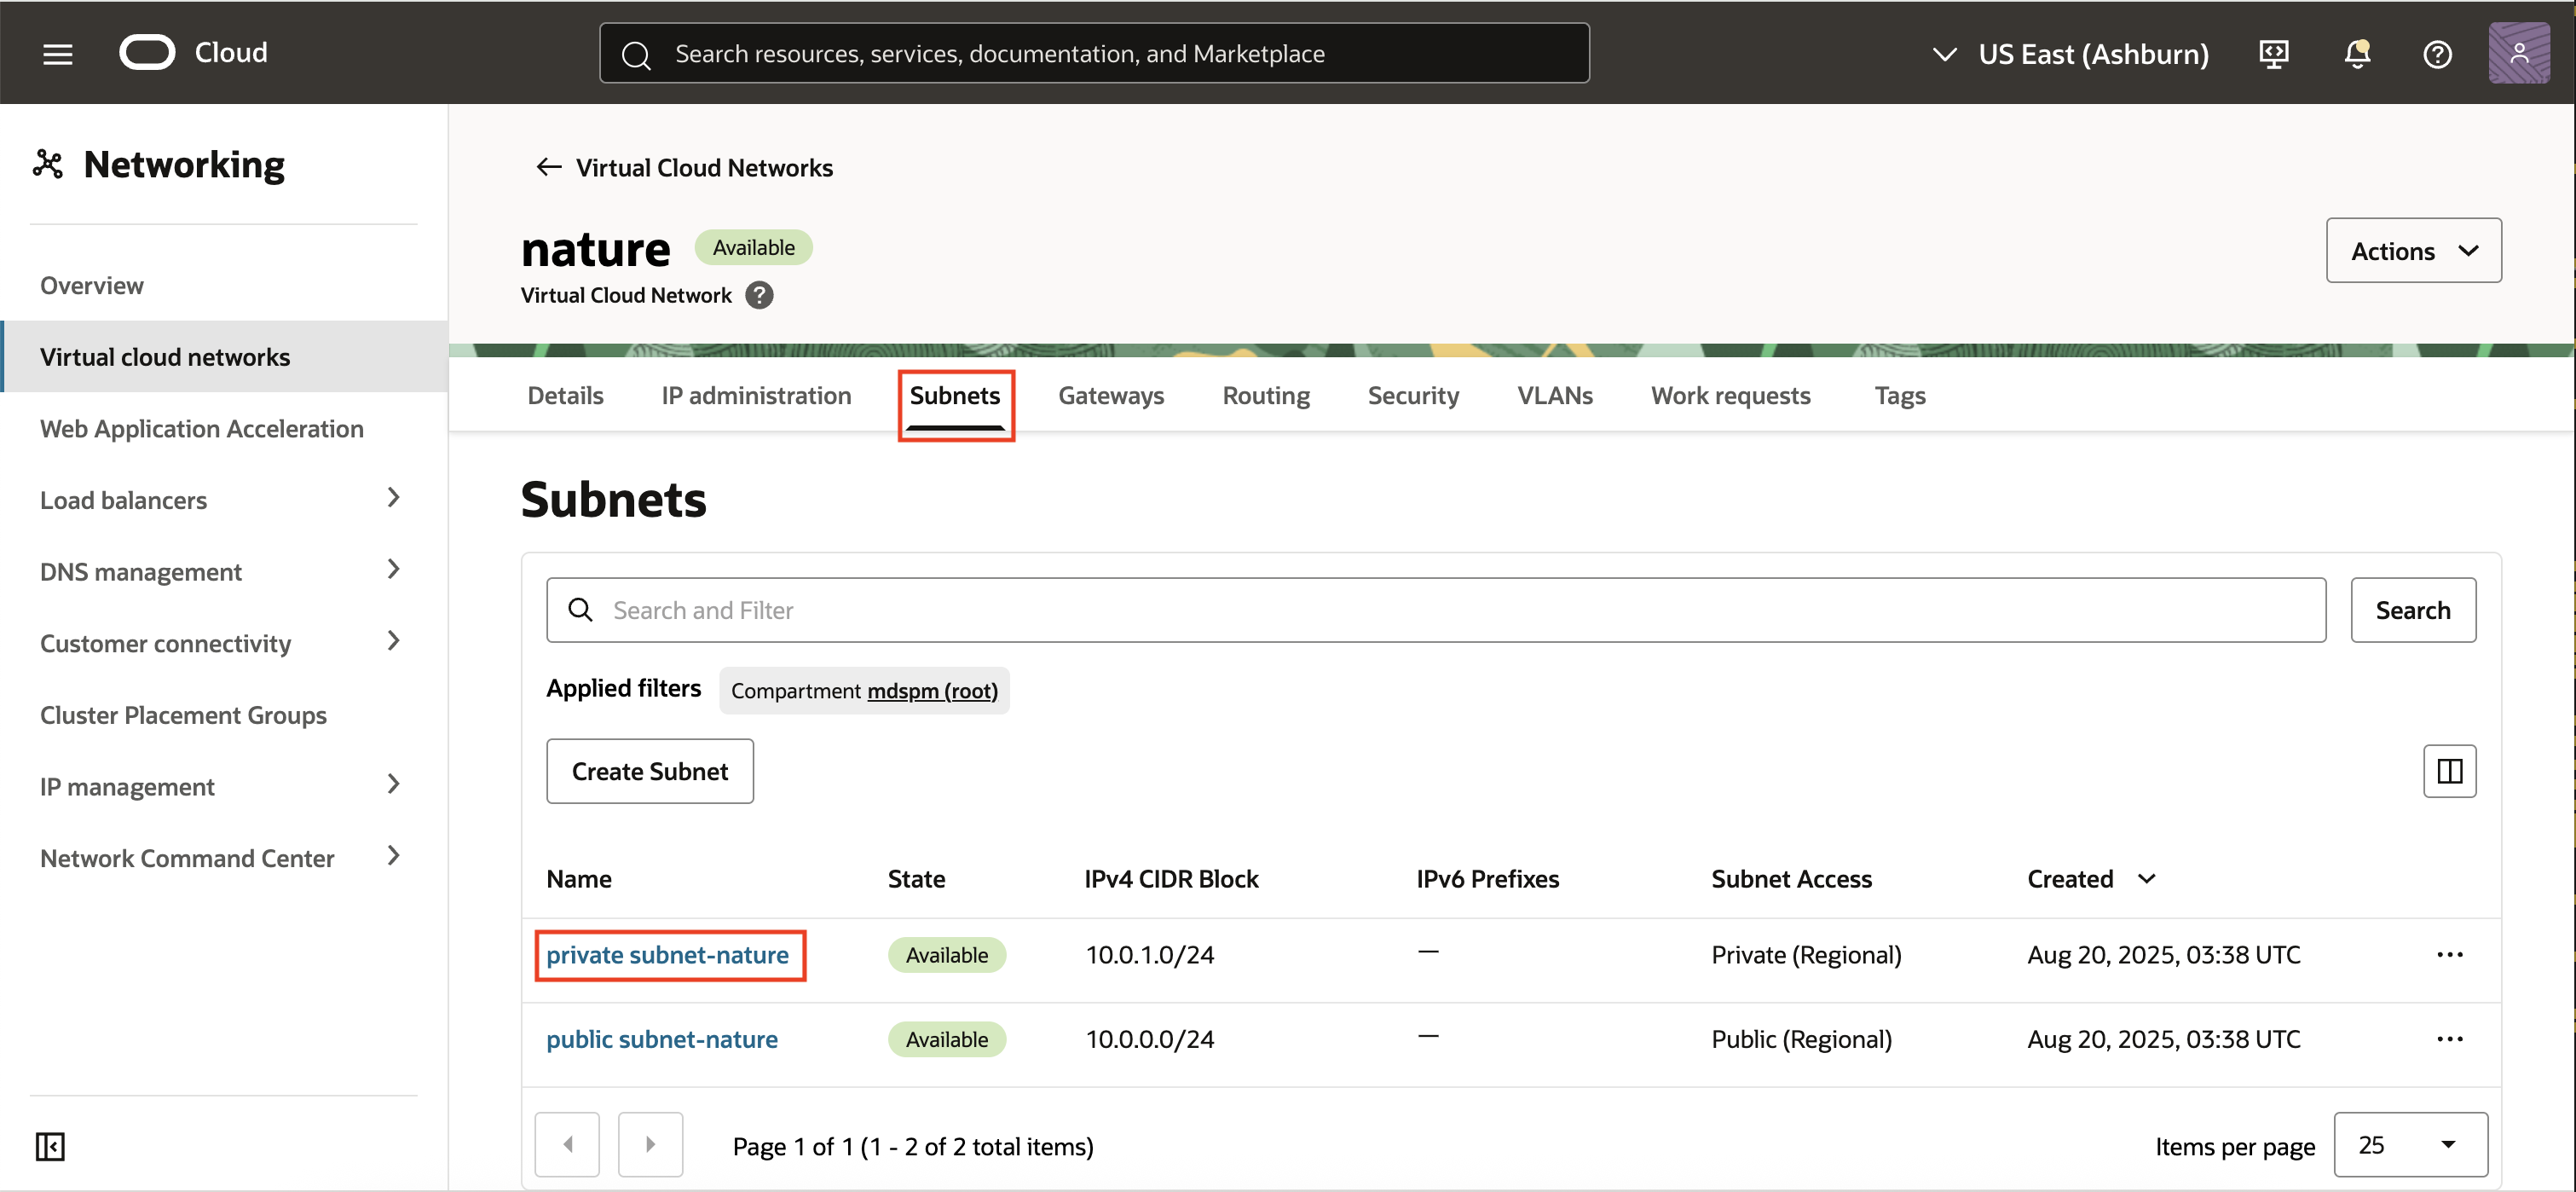 Cloud
Search resources, services, documentation, and Marketplace
US East (Ashburn)
Networking
Overview
Virtual cloud networks
Web Application Acceleration
Load balancers
DNS management
Customer connectivity
Cluster Placement Groups
IP management
Network Command Center
Virtual Cloud Networks
nature Available
Virtual Cloud Network ?
Actions
Details IP administration Subnets Gateways Routing Security VLANs Work requests Tags
Subnets
Search and Filter Search
Applied filters Compartment mdspm (root)
Create Subnet
Name State IPv4 CIDR Block IPv6 Prefixes Subnet Access Created
private subnet-nature Available 10.0.1.0/24 — Private (Regional) Aug 20, 2025, 03:38 UTC ...
public subnet-nature Available 10.0.0.0/24 — Public (Regional) Aug 20, 2025, 03:38 UTC ...
Page 1 of 1 (1 - 2 of 2 total items) Items per page 25